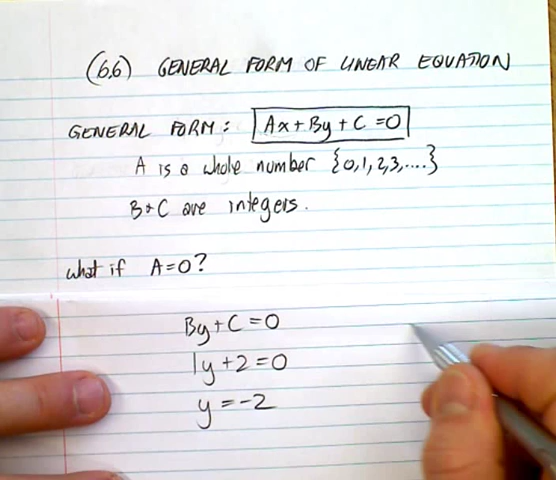 (6.6) GENERAL FORM OF LINEAR EQUATION
GENERAL FORM: Ax+By+C=0
A is a whole number {0,1,2,3,....}
B+C are integers.
what if A=0?
By+C=0
1y+2=0
y=-2